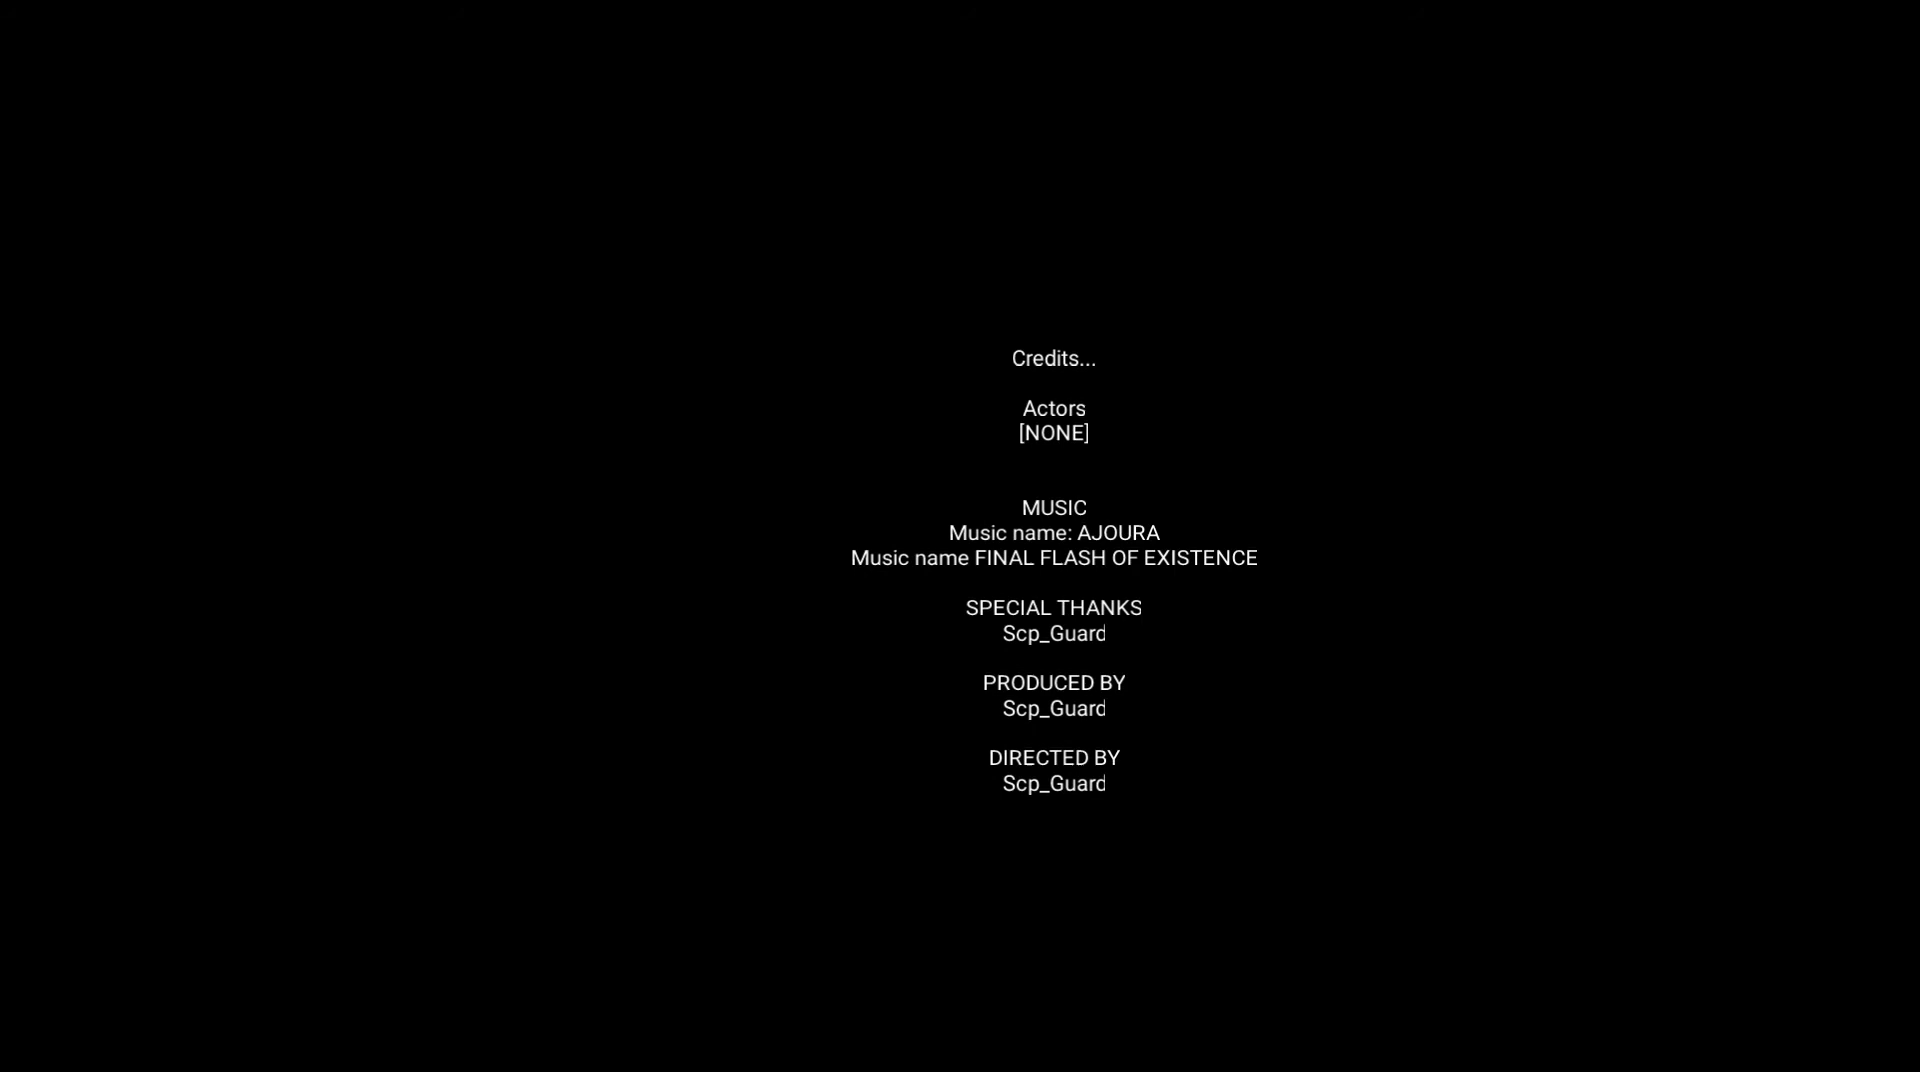 Credits...
Actors
[NONE]
MUSIC
Music name: AJOURA
Music name FINAL FLASH OF EXISTENCE
SPECIAL THANKS
Scp_Guard
PRODUCED BY
Scp_Guard
DIRECTED BY
Scp_Guard